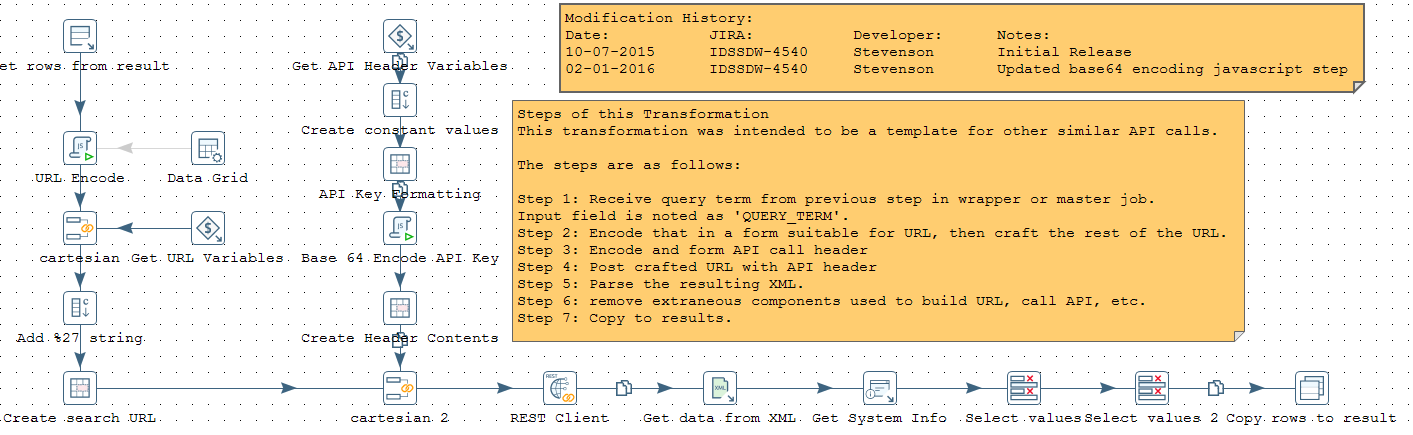 Modification History:
Date: JIRA: Developer: Notes:
10-07-2015 IDSSDW-4540 Stevenson Initial Release
02-01-2016 IDSSDW-4540 Stevenson Updated base64 encoding javascript step
et rows from result
Get API Header Variables
Create constant values
URL Encode
Data Grid
API Key Formatting
cartesian
Get URL Variables
Base 64 Encode API Key
Add %27 string
Create Header Contents
Steps of this Transformation
This transformation was intended to be a template for other similar API calls.
The steps are as follows:
Step 1: Receive query term from previous step in wrapper or master job.
Input field is noted as 'QUERY_TERM'.
Step 2: Encode that in a form suitable for URL, then craft the rest of the URL.
Step 3: Encode and form API call header
Step 4: Post crafted URL with API header
Step 5: Parse the resulting XML.
Step 6: remove extraneous components used to build URL, call API, etc.
Step 7: Copy to results.
Create search URL
cartesian 2
REST
REST Client
XML
Get data from XML
Get System Info
Select values
Select values 2
Copy rows to result